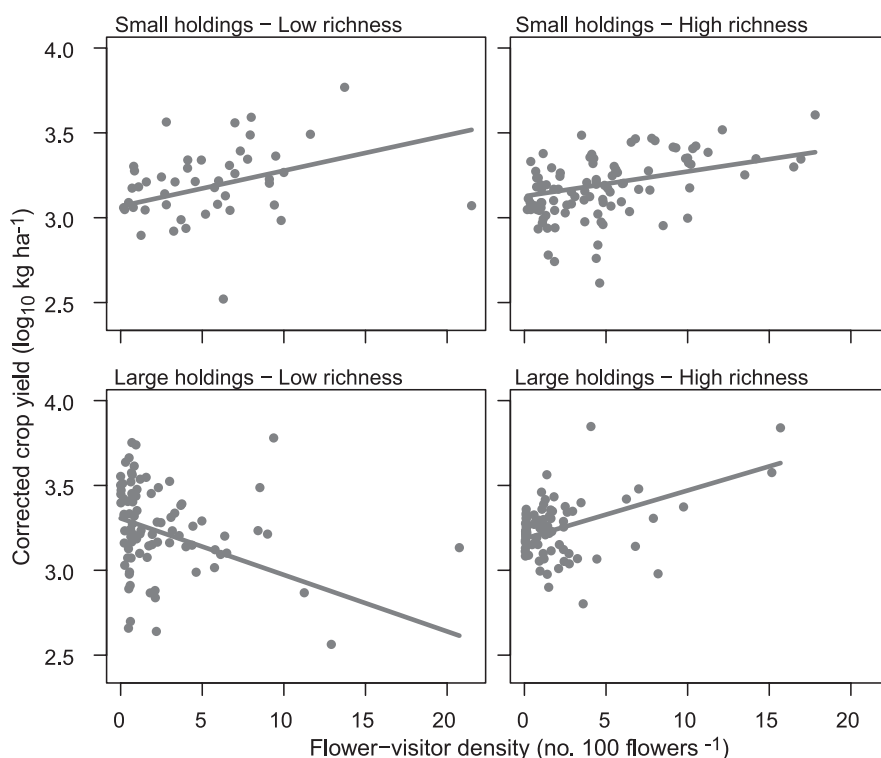 Small holdings − Low richness
Small holdings − High richness
4.0
3.5
3.0
2.5
Large holdings − Low richness
Large holdings − High richness
4.0
3.5
3.0
2.5
Corrected crop yield (log10 kg ha-1)
0 5 10 15 20
0 5 10 15 20
Flower−visitor density (no. 100 flowers -1)